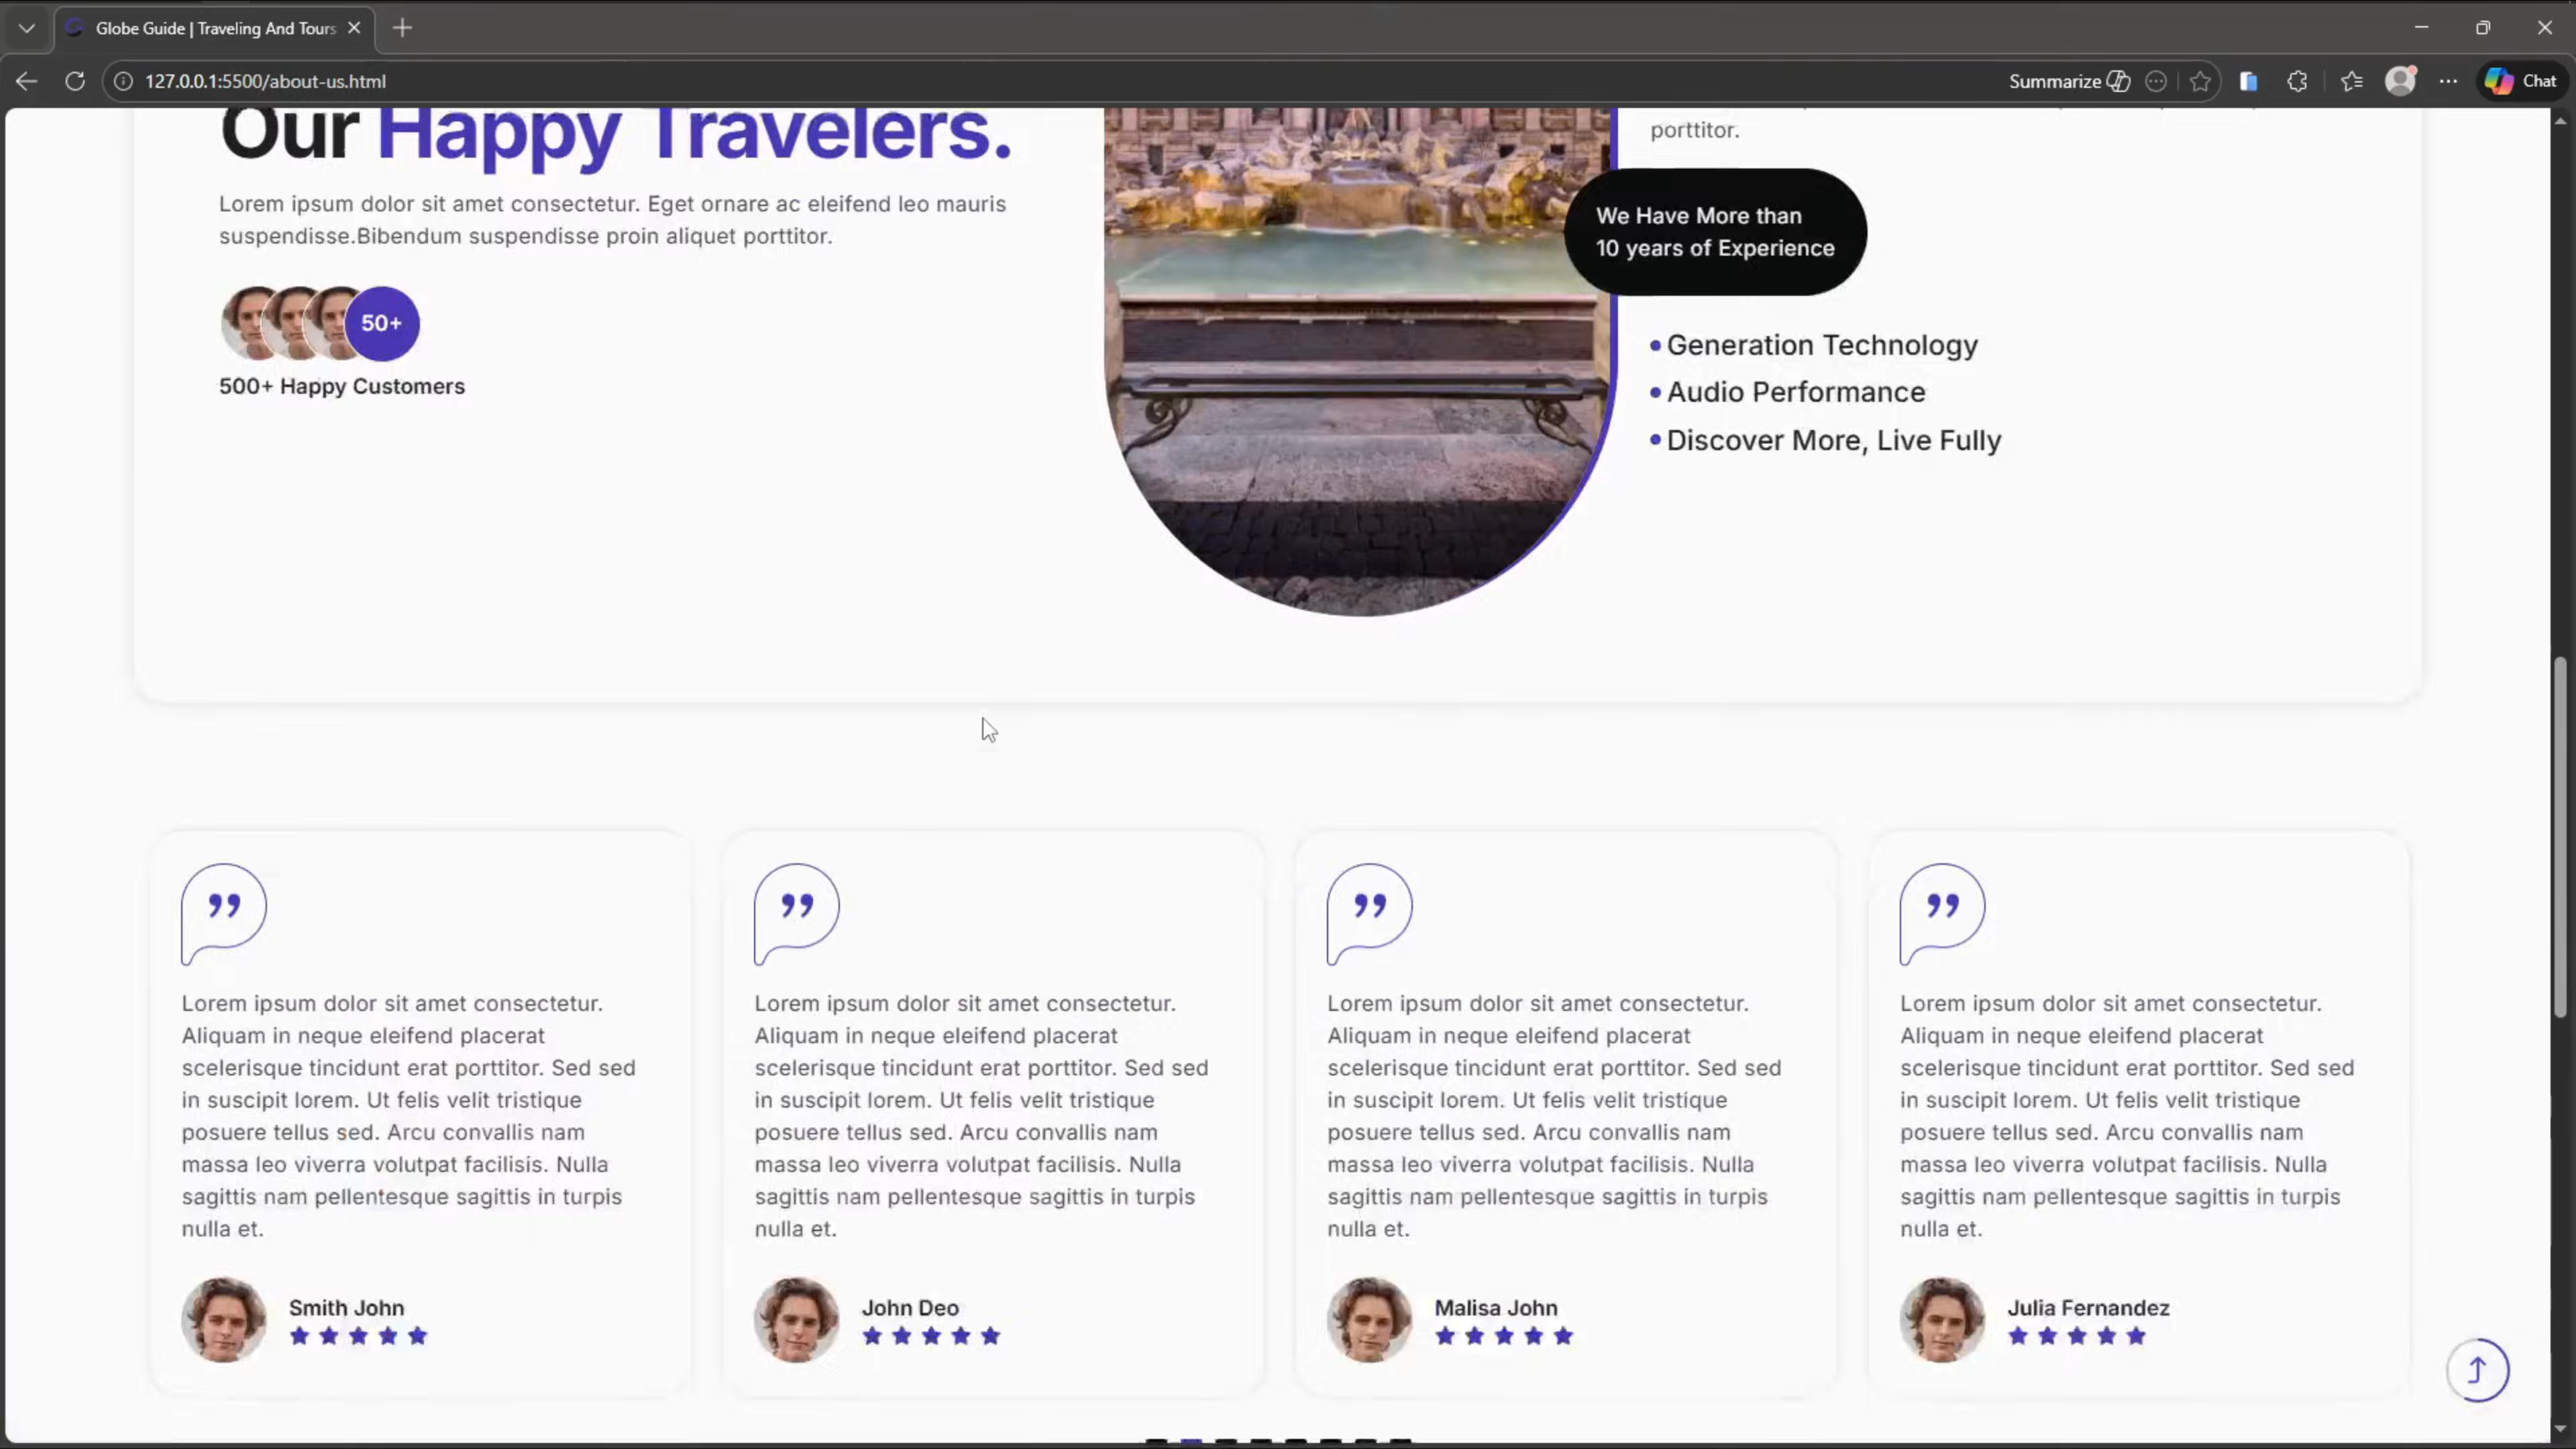 Globe Guide | Traveling And Tours
127.0.0.1:5500/about-us.html
Summarize
Chat
Our Happy Travelers.
Lorem ipsum dolor sit amet consectetur. Eget ornare ac eleifend leo mauris
suspendisse.Bibendum suspendisse proin aliquet porttitor.
50+
500+ Happy Customers
porttitor.
We Have More than
10 years of Experience
Generation Technology
Audio Performance
Discover More, Live Fully
Lorem ipsum dolor sit amet consectetur.
Aliquam in neque eleifend placerat
scelerisque tincidunt erat porttitor. Sed sed
in suscipit lorem. Ut felis velit tristique
posuere tellus sed. Arcu convallis nam
massa leo viverra volutpat facilisis. Nulla
sagittis nam pellentesque sagittis in turpis
nulla et.
Smith John
Lorem ipsum dolor sit amet consectetur.
Aliquam in neque eleifend placerat
scelerisque tincidunt erat porttitor. Sed sed
in suscipit lorem. Ut felis velit tristique
posuere tellus sed. Arcu convallis nam
massa leo viverra volutpat facilisis. Nulla
sagittis nam pellentesque sagittis in turpis
nulla et.
John Deo
Lorem ipsum dolor sit amet consectetur.
Aliquam in neque eleifend placerat
scelerisque tincidunt erat porttitor. Sed sed
in suscipit lorem. Ut felis velit tristique
posuere tellus sed. Arcu convallis nam
massa leo viverra volutpat facilisis. Nulla
sagittis nam pellentesque sagittis in turpis
nulla et.
Malisa John
Lorem ipsum dolor sit amet consectetur.
Aliquam in neque eleifend placerat
scelerisque tincidunt erat porttitor. Sed sed
in suscipit lorem. Ut felis velit tristique
posuere tellus sed. Arcu convallis nam
massa leo viverra volutpat facilisis. Nulla
sagittis nam pellentesque sagittis in turpis
nulla et.
Julia Fernandez